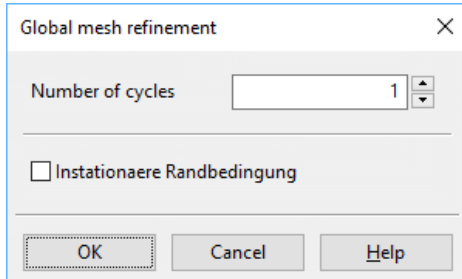 Global mesh refinement
Number of cycles 1
Instationaere Randbedingung
OK Cancel Help